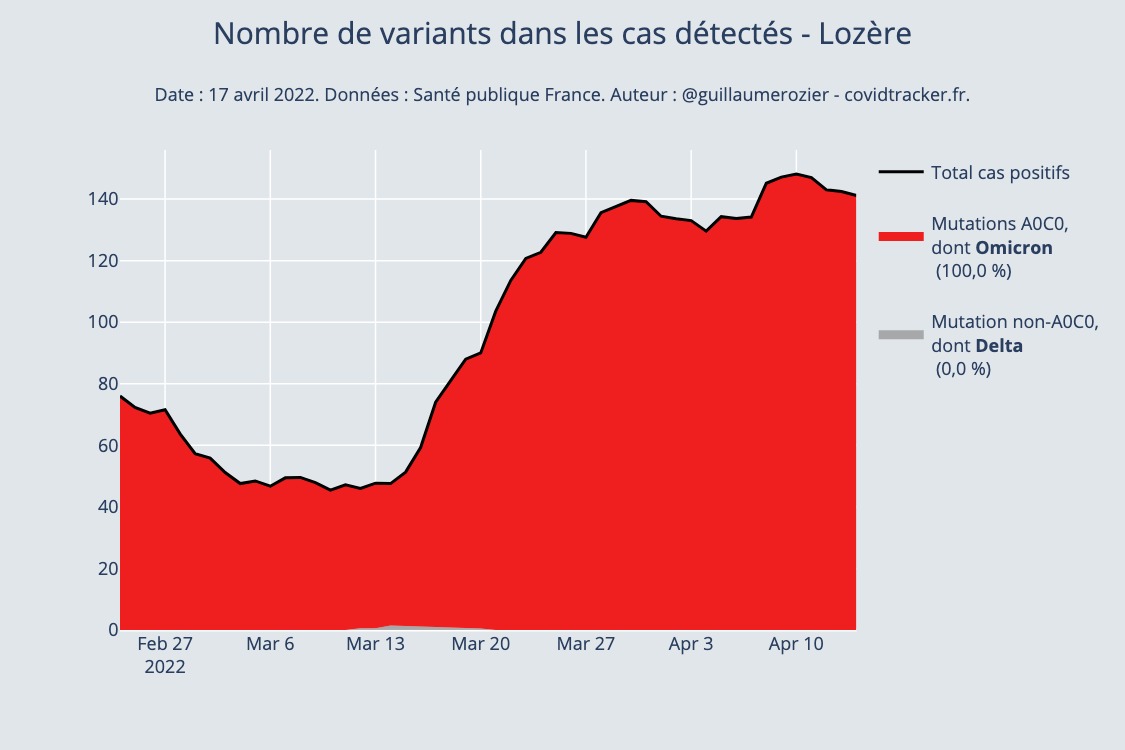 Nombre de variants dans les cas détectés - Lozère
Date : 17 avril 2022. Données : Santé publique France. Auteur : @guillaumerozier - covidtracker.fr.
Total cas positifs
Mutations A0C0,
dont Omicron
(100,0 %)
Mutation non-A0C0,
dont Delta
(0,0 %)
140
120
100
80
60
40
20
0
Feb 27 Mar 6 Mar 13 Mar 20 Mar 27 Apr 3 Apr 10
2022